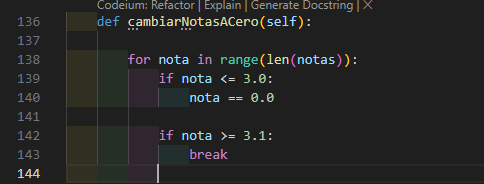 Codeium: Refactor | Explain | Generate Docstring | ✕
136 def cambiarNotasACero(self):
137
138 for nota in range(len(notas)):
139 if nota <= 3.0:
140 nota == 0.0
141
142 if nota >= 3.1:
143 break
144